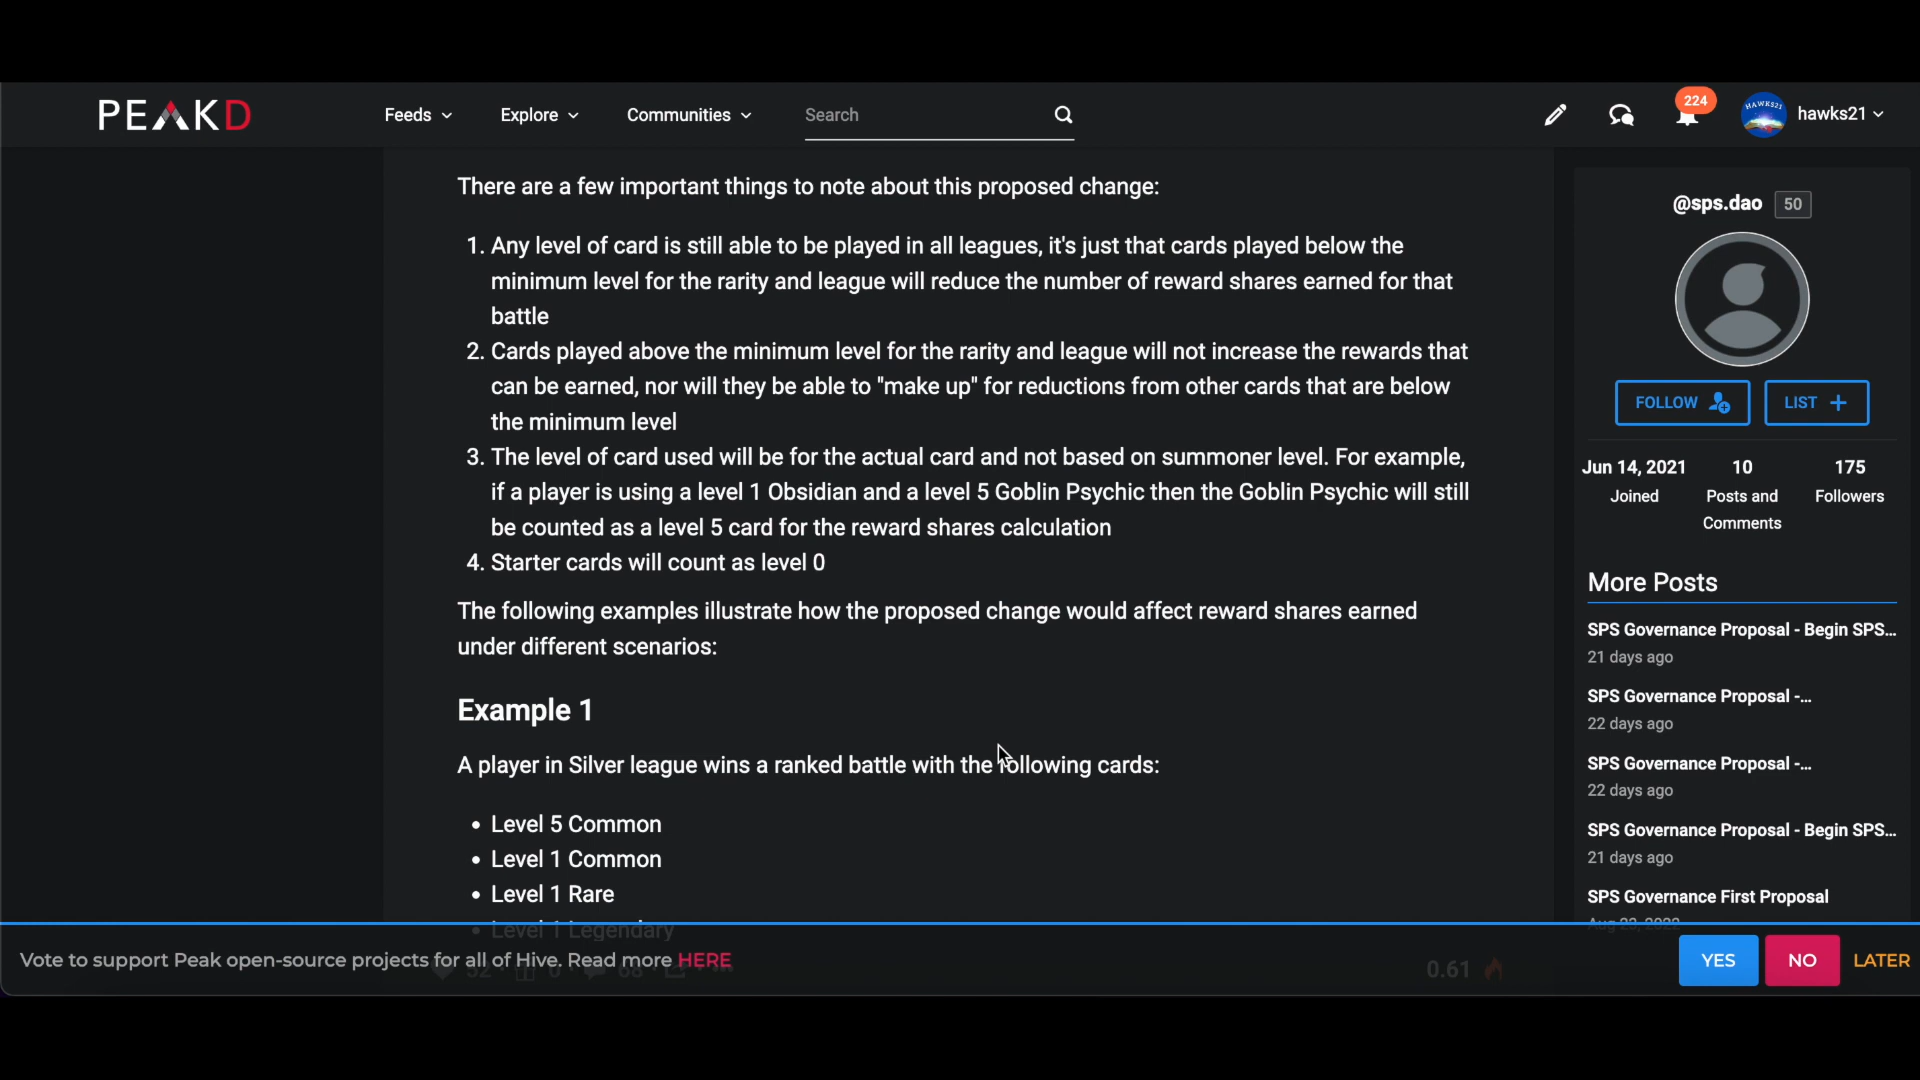 PEAKD
Feeds
Explore
Communities
Search
224
HAWKS21
hawks21
There are a few important things to note about this proposed change:
1. Any level of card is still able to be played in all leagues, it's just that cards played below the
minimum level for the rarity and league will reduce the number of reward shares earned for that
battle
2. Cards played above the minimum level for the rarity and league will not increase the rewards that
can be earned, nor will they be able to "make up" for reductions from other cards that are below
the minimum level
3. The level of card used will be for the actual card and not based on summoner level. For example,
if a player is using a level 1 Obsidian and a level 5 Goblin Psychic then the Goblin Psychic will still
be counted as a level 5 card for the reward shares calculation
4. Starter cards will count as level 0
The following examples illustrate how the proposed change would affect reward shares earned
under different scenarios:
Example 1
A player in Silver league wins a ranked battle with the following cards:
• Level 5 Common
• Level 1 Common
• Level 1 Rare
• Level 1 Legendary
@sps.dao 50
FOLLOW
LIST +
Jun 14, 2021 10 175
Joined Posts and Followers
Comments
More Posts
SPS Governance Proposal - Begin SPS...
21 days ago
SPS Governance Proposal -...
22 days ago
SPS Governance Proposal -...
22 days ago
SPS Governance Proposal - Begin SPS...
21 days ago
SPS Governance First Proposal
Aug 23, 2022
Vote to support Peak open-source projects for all of Hive. Read more HERE
52 0 68
0.61
YES
NO
LATER